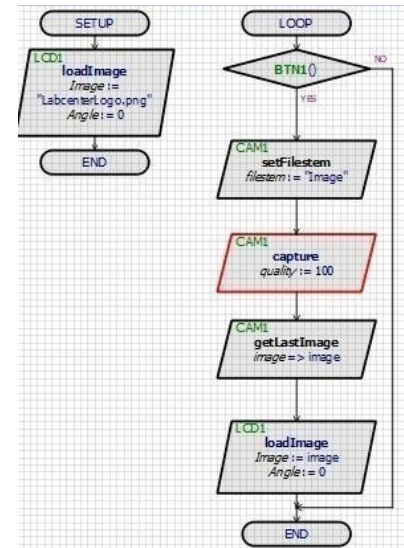 SETUP
LCD1
loadImage
Image :=
"LabcenterLogo.png"
Angle := 0
END
LOOP
BTN1()
NO
YES
CAM1
setFilestem
filestem := "Image"
CAM1
capture
quality := 100
CAM1
getLastImage
image => image
LCD1
loadImage
Image := image
Angle := 0
END